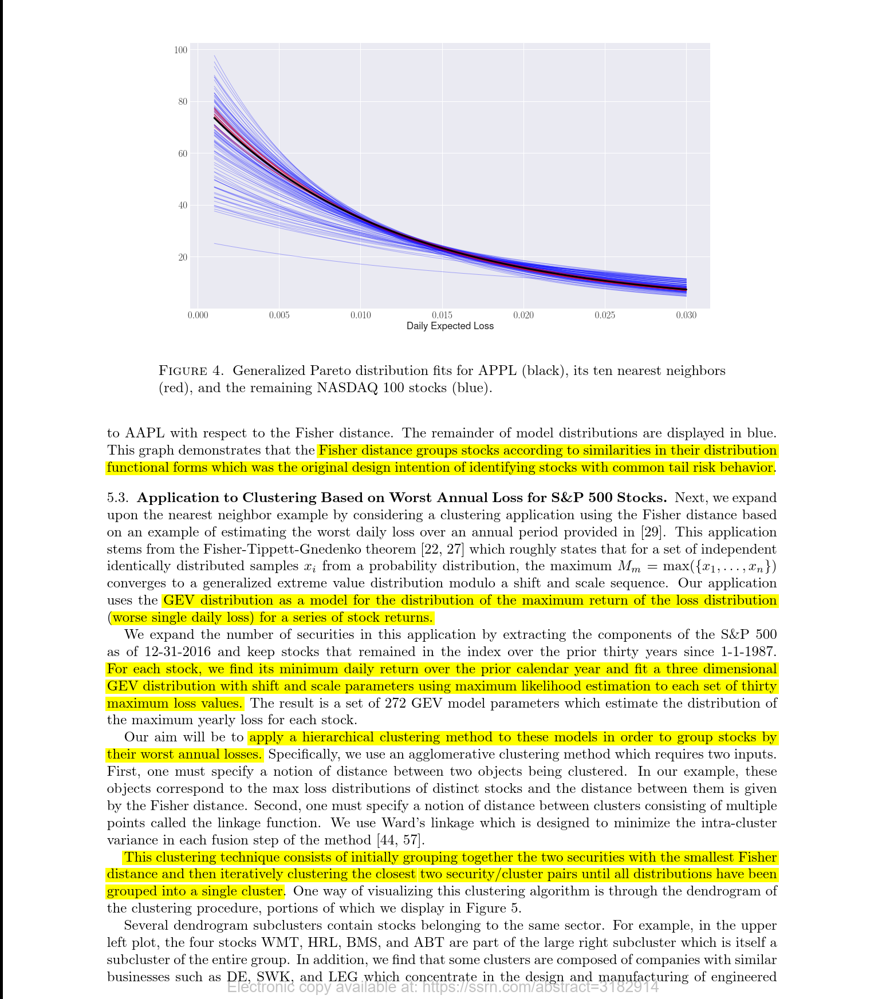 100
80
60
40
20
0.000 0.005 0.010 0.015 0.020 0.025 0.030
Daily Expected Loss
FIGURE 4. Generalized Pareto distribution fits for APPL (black), its ten nearest neighbors
(red), and the remaining NASDAQ 100 stocks (blue).
to AAPL with respect to the Fisher distance. The remainder of model distributions are displayed in blue.
This graph demonstrates that the Fisher distance groups stocks according to similarities in their distribution
functional forms which was the original design intention of identifying stocks with common tail risk behavior.
5.3. Application to Clustering Based on Worst Annual Loss for S&P 500 Stocks. Next, we expand
upon the nearest neighbor example by considering a clustering application using the Fisher distance based
on an example of estimating the worst daily loss over an annual period provided in [29]. This application
stems from the Fisher-Tippett-Gnedenko theorem [22, 27] which roughly states that for a set of independent
identically distributed samples xᵢ from a probability distribution, the maximum Mₘ = max({x₁, . . . , xₙ})
converges to a generalized extreme value distribution modulo a shift and scale sequence. Our application
uses the GEV distribution as a model for the distribution of the maximum return of the loss distribution
(worse single daily loss) for a series of stock returns.
We expand the number of securities in this application by extracting the components of the S&P 500
as of 12-31-2016 and keep stocks that remained in the index over the prior thirty years since 1-1-1987.
For each stock, we find its minimum daily return over the prior calendar year and fit a three dimensional
GEV distribution with shift and scale parameters using maximum likelihood estimation to each set of thirty
maximum loss values. The result is a set of 272 GEV model parameters which estimate the distribution of
the maximum yearly loss for each stock.
Our aim will be to apply a hierarchical clustering method to these models in order to group stocks by
their worst annual losses. Specifically, we use an agglomerative clustering method which requires two inputs.
First, one must specify a notion of distance between two objects being clustered. In our example, these
objects correspond to the max loss distributions of distinct stocks and the distance between them is given
by the Fisher distance. Second, one must specify a notion of distance between clusters consisting of multiple
points called the linkage function. We use Ward's linkage which is designed to minimize the intra-cluster
variance in each fusion step of the method [44, 57].
This clustering technique consists of initially grouping together the two securities with the smallest Fisher
distance and then iteratively clustering the closest two security/cluster pairs until all distributions have been
grouped into a single cluster. One way of visualizing this clustering algorithm is through the dendrogram of
the clustering procedure, portions of which we display in Figure 5.
Several dendrogram subclusters contain stocks belonging to the same sector. For example, in the upper
left plot, the four stocks WMT, HRL, BMS, and ABT are part of the large right subcluster which is itself a
subcluster of the entire group. In addition, we find that some clusters are composed of companies with similar
businesses such as DE, SWK, and LEG which concentrate in the design and manufacturing of engineered
Electronic copy available at: https://ssrn.com/abstract=3182914